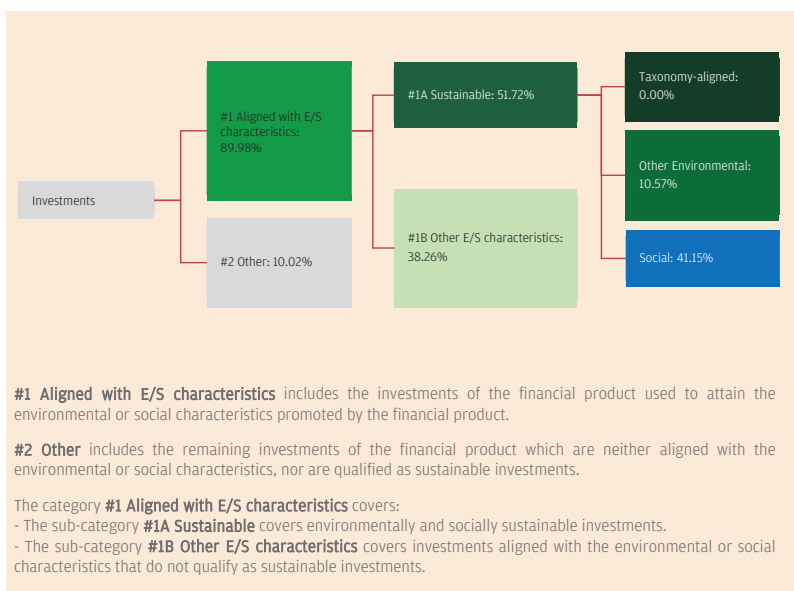 Investments
#1 Aligned with E/S
characteristics:
89.98%
#2 Other: 10.02%
#1A Sustainable: 51.72%
#1B Other E/S characteristics:
38.26%
Taxonomy-aligned:
0.00%
Other Environmental:
10.57%
Social: 41.15%
#1 Aligned with E/S characteristics includes the investments of the financial product used to attain the
environmental or social characteristics promoted by the financial product.
#2 Other includes the remaining investments of the financial product which are neither aligned with the
environmental or social characteristics, nor are qualified as sustainable investments.
The category #1 Aligned with E/S characteristics covers:
- The sub-category #1A Sustainable covers environmentally and socially sustainable investments.
- The sub-category #1B Other E/S characteristics covers investments aligned with the environmental or social
characteristics that do not qualify as sustainable investments.